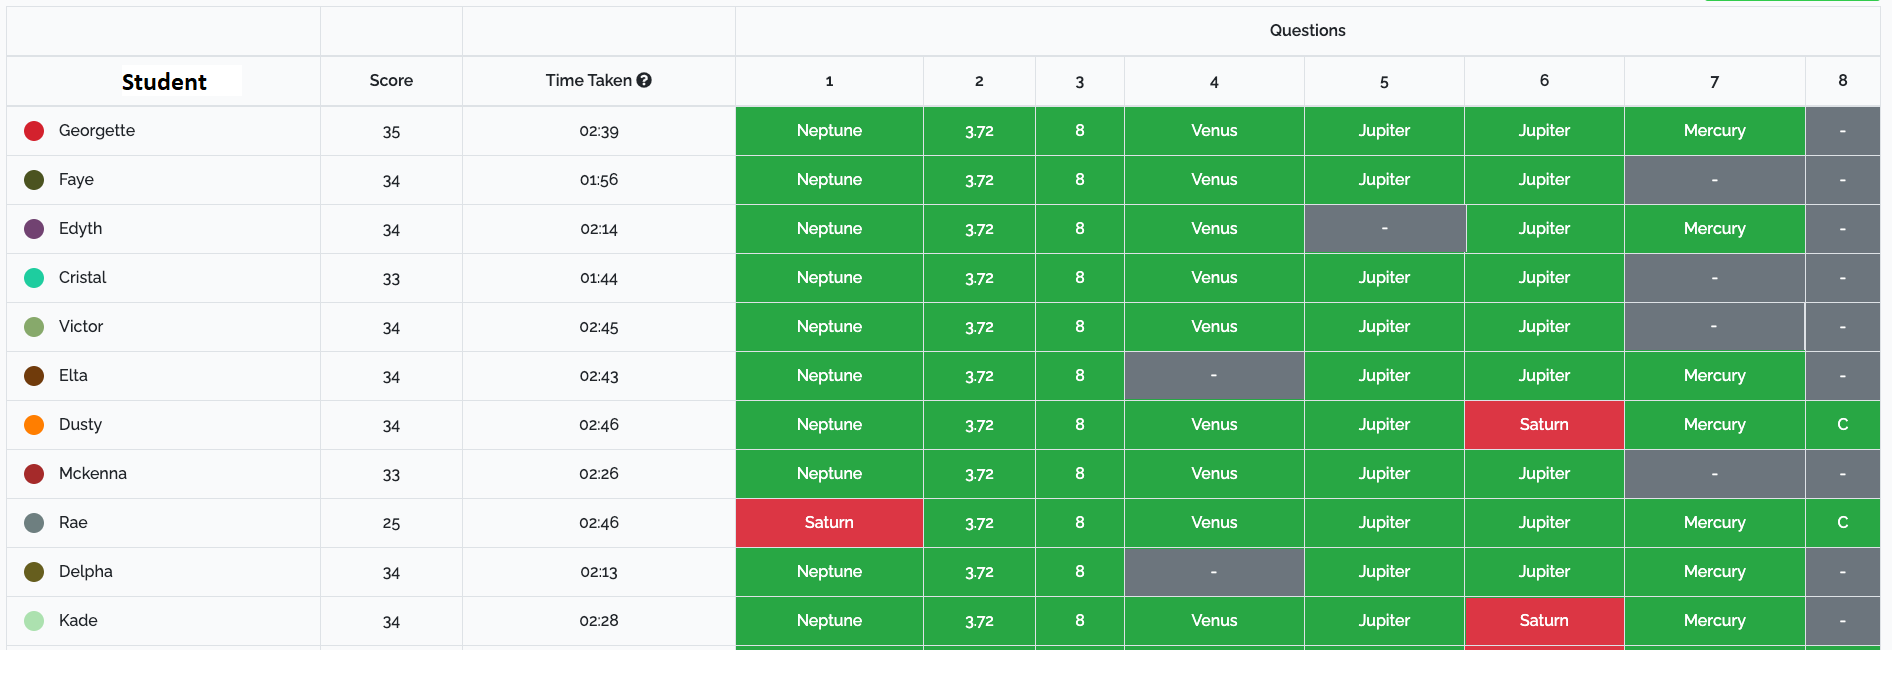 Questions
Student Score Time Taken ? 1 2 3 4 5 6 7 8
Georgette 35 02:39 Neptune 3.72 8 Venus Jupiter Jupiter Mercury -
Faye 34 01:56 Neptune 3.72 8 Venus Jupiter Jupiter - -
Edyth 34 02:14 Neptune 3.72 8 Venus - Jupiter Mercury -
Cristal 33 01:44 Neptune 3.72 8 Venus Jupiter Jupiter - -
Victor 34 02:45 Neptune 3.72 8 Venus Jupiter Jupiter - -
Elta 34 02:43 Neptune 3.72 8 - Jupiter Jupiter Mercury -
Dusty 34 02:46 Neptune 3.72 8 Venus Jupiter Saturn Mercury C
Mckenna 33 02:26 Neptune 3.72 8 Venus Jupiter Jupiter - -
Rae 25 02:46 Saturn 3.72 8 Venus Jupiter Jupiter Mercury C
Delpha 34 02:13 Neptune 3.72 8 - Jupiter Jupiter Mercury -
Kade 34 02:28 Neptune 3.72 8 Venus Jupiter Saturn Mercury -